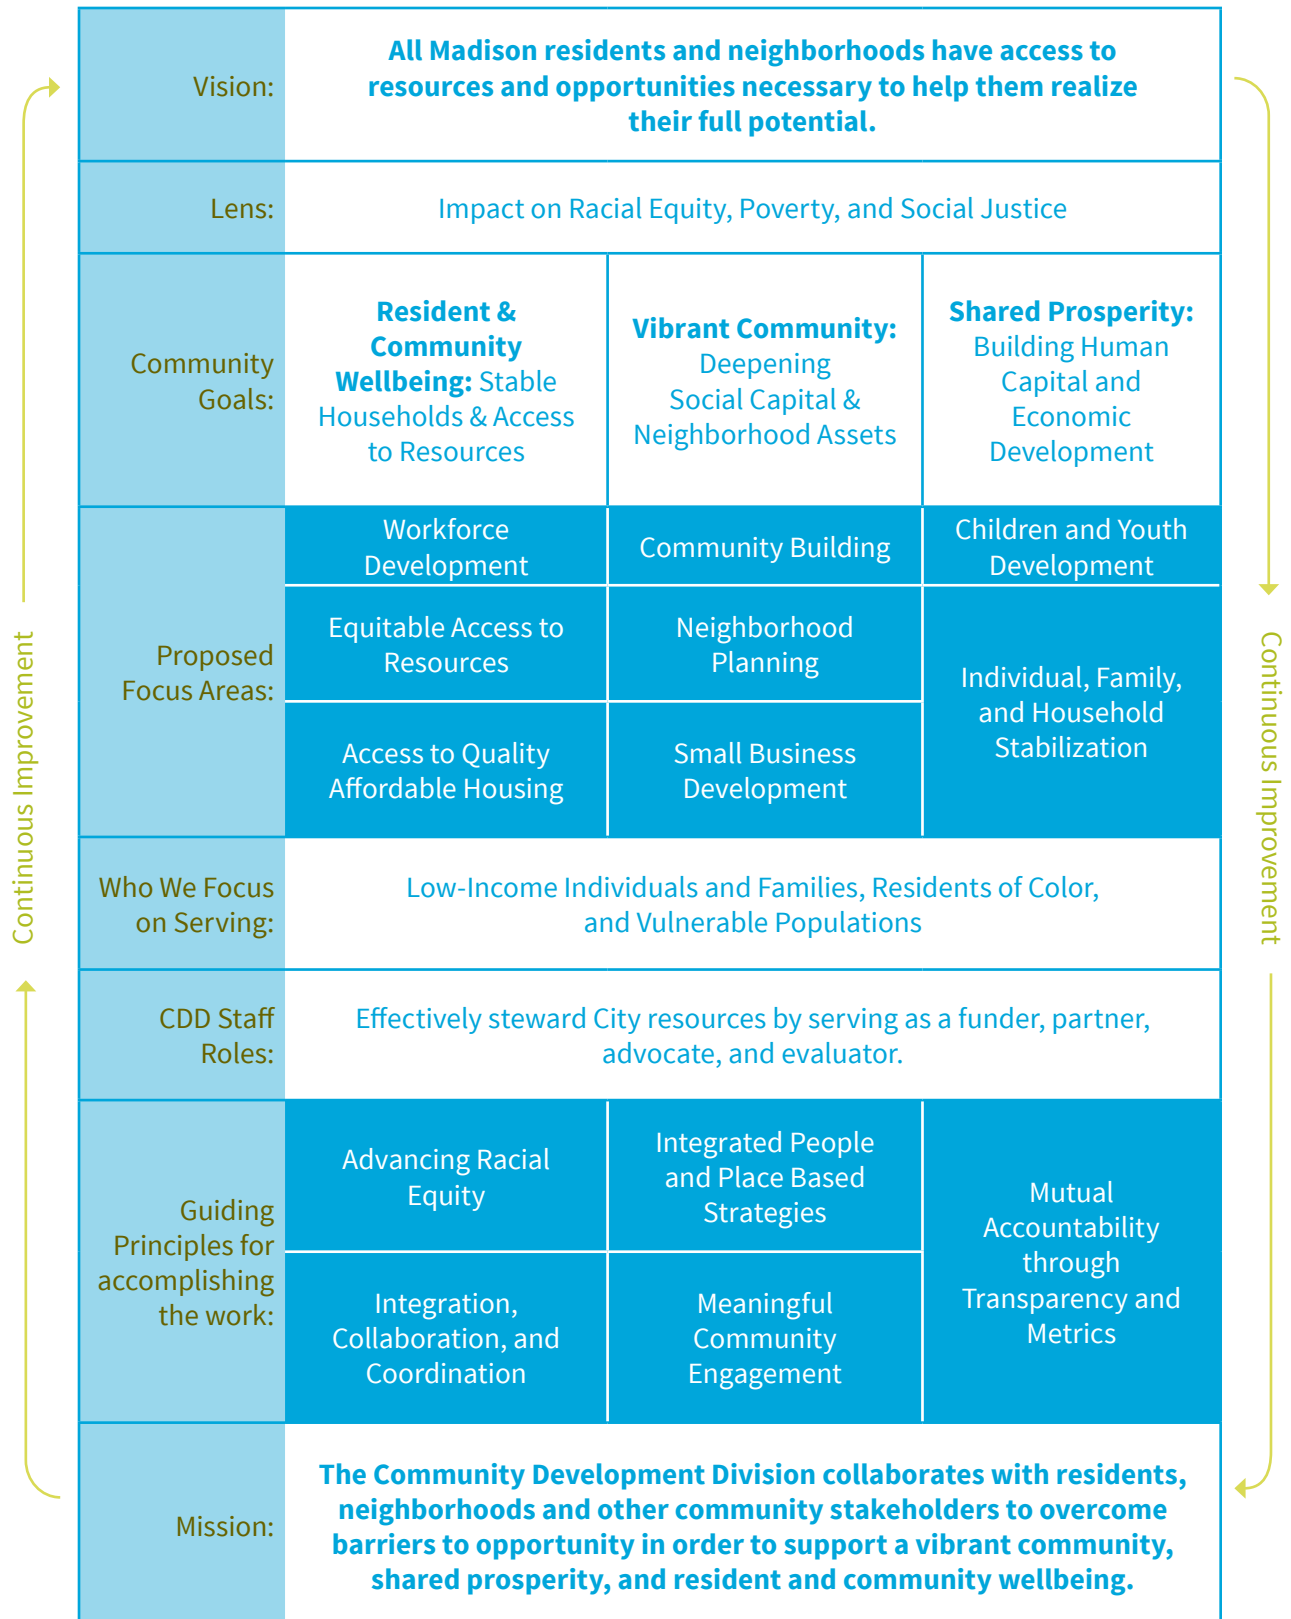 Vision:
All Madison residents and neighborhoods have access to
resources and opportunities necessary to help them realize
their full potential.
Lens:
Impact on Racial Equity, Poverty, and Social Justice
Community
Goals:
Resident &
Community
Wellbeing: Stable
Households & Access
to Resources
Vibrant Community:
Deepening
Social Capital &
Neighborhood Assets
Shared Prosperity:
Building Human
Capital and
Economic
Development
Proposed
Focus Areas:
Workforce
Development
Community Building
Children and Youth
Development
Equitable Access to
Resources
Neighborhood
Planning
Individual, Family,
and Household
Stabilization
Access to Quality
Affordable Housing
Small Business
Development
Who We Focus
on Serving:
Low-Income Individuals and Families, Residents of Color,
and Vulnerable Populations
CDD Staff
Roles:
Effectively steward City resources by serving as a funder, partner,
advocate, and evaluator.
Guiding
Principles for
accomplishing
the work:
Advancing Racial
Equity
Integrated People
and Place Based
Strategies
Mutual
Accountability
through
Transparency and
Metrics
Integration,
Collaboration, and
Coordination
Meaningful
Community
Engagement
Mission:
The Community Development Division collaborates with residents,
neighborhoods and other community stakeholders to overcome
barriers to opportunity in order to support a vibrant community,
shared prosperity, and resident and community wellbeing.
Continuous Improvement
Continuous Improvement